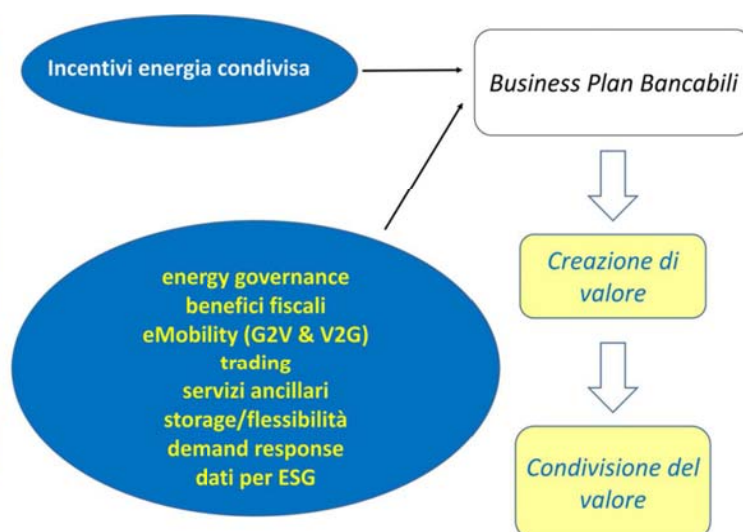 Incentivi energia condivisa
Business Plan Bancabili
energy governance
benefici fiscali
eMobility (G2V & V2G)
trading
servizi ancillari
storage/flessibilità
demand response
dati per ESG
Creazione di
valore
Condivisione del
valore